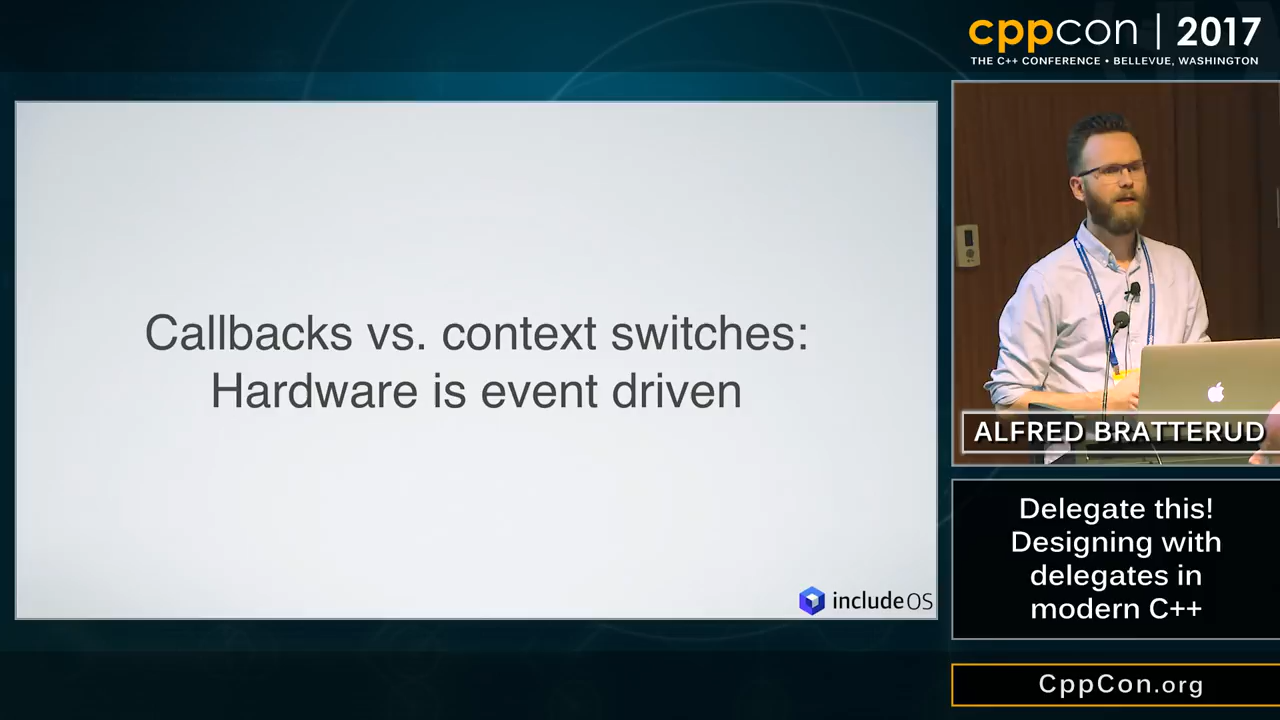 cppcon | 2017
THE C++ CONFERENCE • BELLEVUE, WASHINGTON
Callbacks vs. context switches:
Hardware is event driven
includeOS
ALFRED BRATTERUD
Delegate this!
Designing with
delegates in
modern C++
CppCon.org